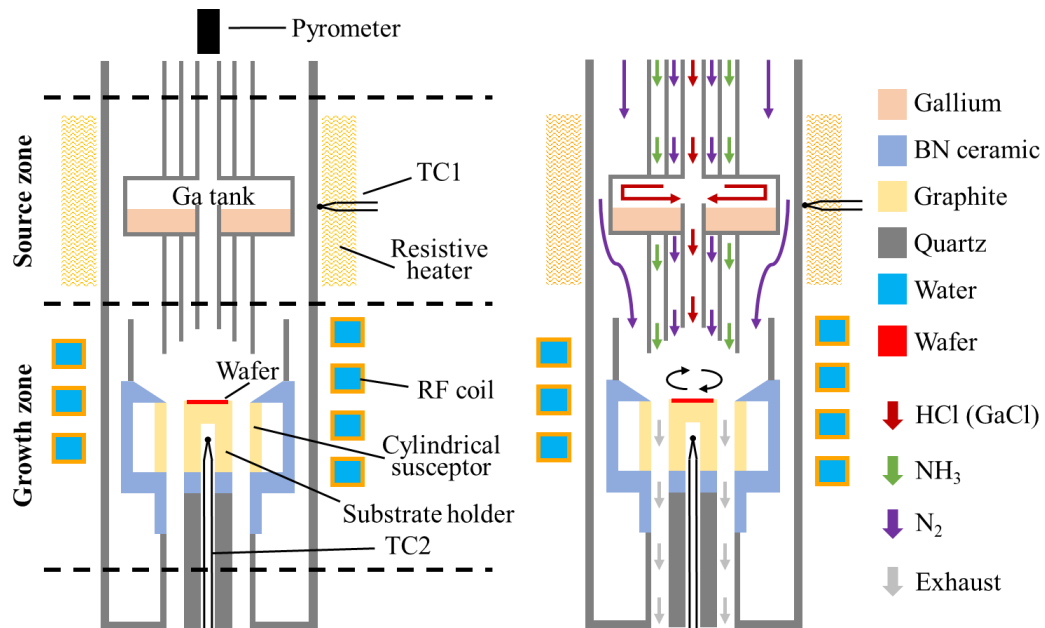 Pyrometer
Source zone
Ga tank
TC1
Resistive
heater
Growth zone
Wafer
RF coil
Cylindrical
susceptor
Substrate holder
TC2
Gallium
BN ceramic
Graphite
Quartz
Water
Wafer
HCl (GaCl)
NH₃
N₂
Exhaust